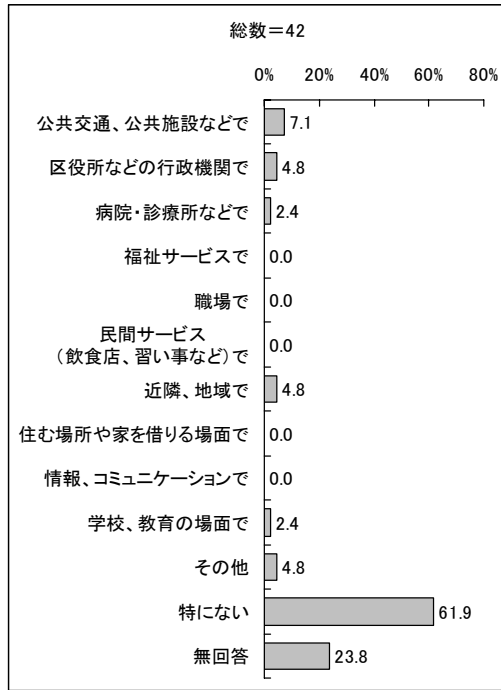 総数=42
0% 20% 40% 60% 80%
公共交通、公共施設などで 7.1
区役所などの行政機関で 4.8
病院・診療所などで 2.4
福祉サービスで 0.0
職場で 0.0
民間サービス
(飲食店、習い事など)で 0.0
近隣、地域で 4.8
住む場所や家を借りる場面で 0.0
情報、コミュニケーションで 0.0
学校、教育の場面で 2.4
その他 4.8
特にない 61.9
無回答 23.8